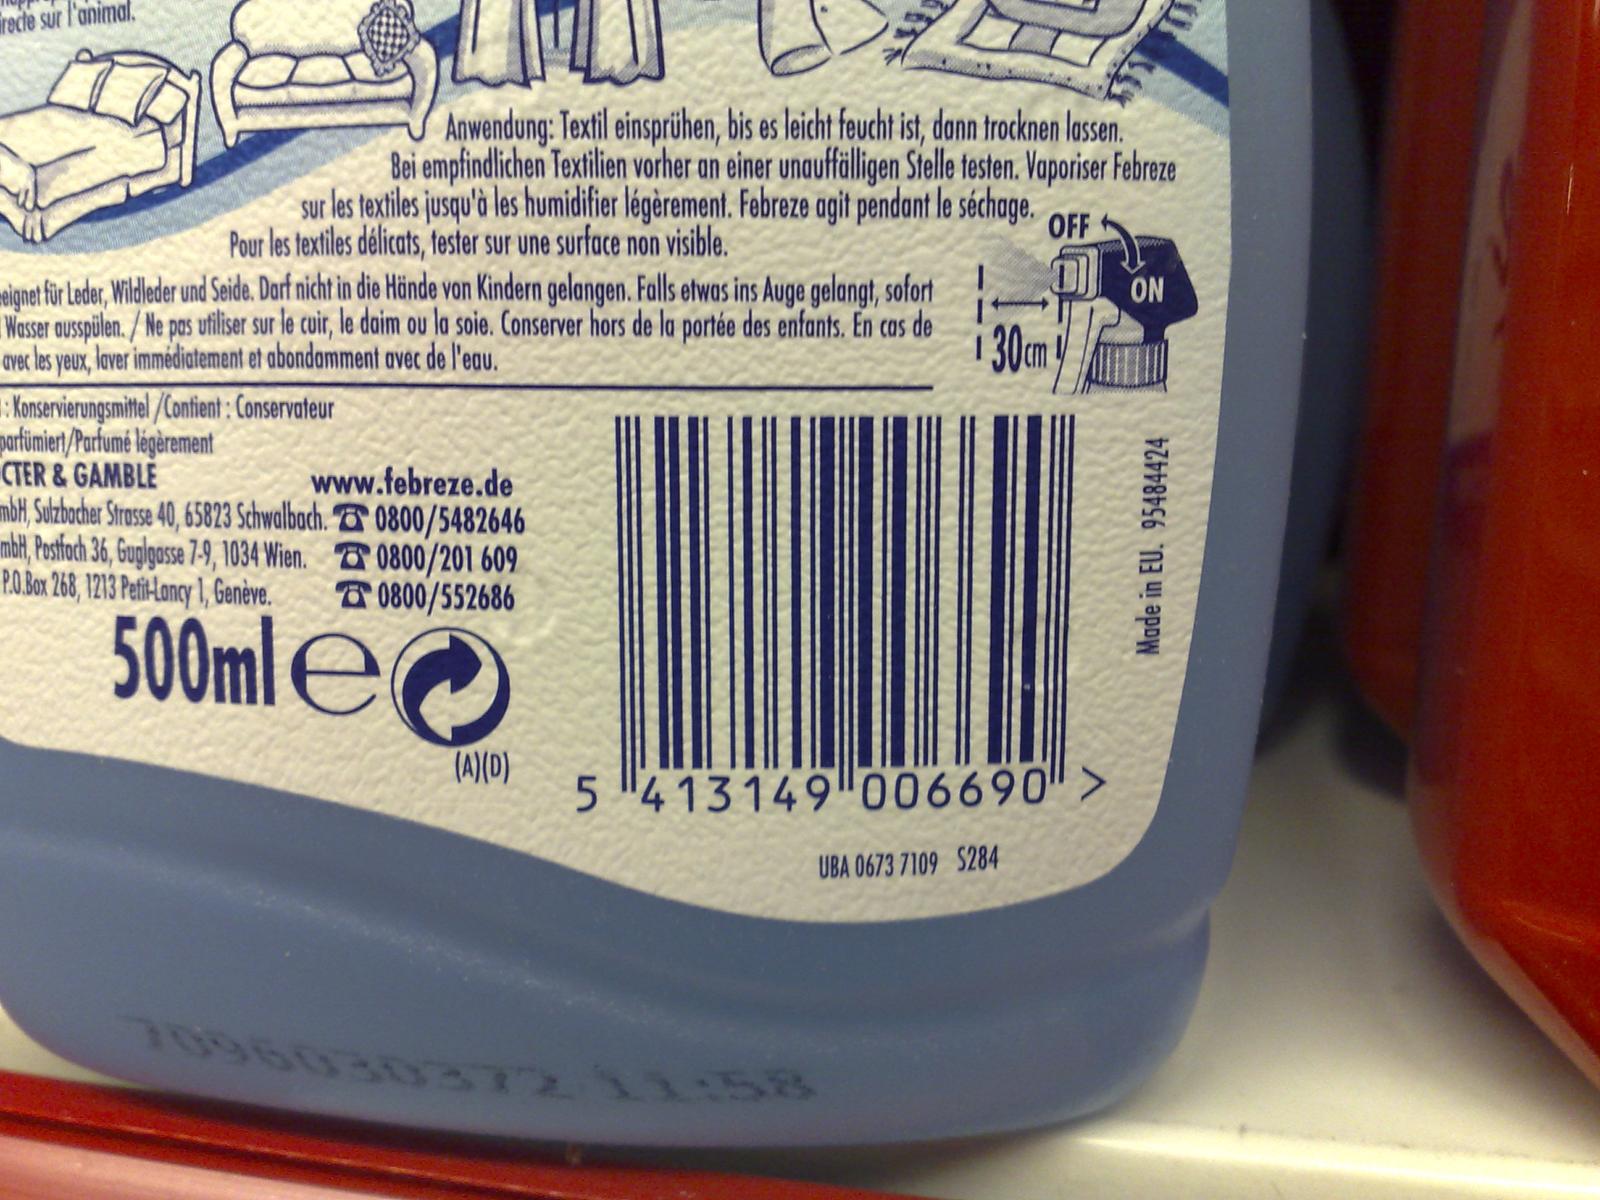 irecte sur l'animal.
Anwendung: Textil einsprühen, bis es leicht feucht ist, dann trocknen lassen.
Bei empfindlichen Textilien vorher an einer unauffälligen Stelle testen. Vaporiser Febreze
sur les textiles jusqu'à les humidifier légèrement. Febreze agit pendant le séchage.
Pour les textiles délicats, tester sur une surface non visible.
OFF
ON
30cm
eignet für Leder, Wildleder und Seide. Darf nicht in die Hände von Kindern gelangen. Falls etwas ins Auge gelangt, sofort
Wasser ausspülen. / Ne pas utiliser sur le cuir, le daim ou la soie. Conserver hors de la portée des enfants. En cas de
avec les yeux, laver immédiatement et abondamment avec de l'eau.
: Konservierungsmittel /Contient : Conservateur
parfümiert/Parfumé légèrement
CTER & GAMBLE www.febreze.de
mbH, Sulzbacher Strasse 40, 65823 Schwalbach. ☎ 0800/5482646
mbH, Postfach 36, Guglgasse 7-9, 1034 Wien. ☎ 0800/201 609
P.O.Box 268, 1213 Petit-Lancy 1, Genève. ☎ 0800/552686
500ml e
(A)(D)
5 413149 006690 >
Made in EU. 95484424
UBA 0673 7109 S284
7096030372 11:58